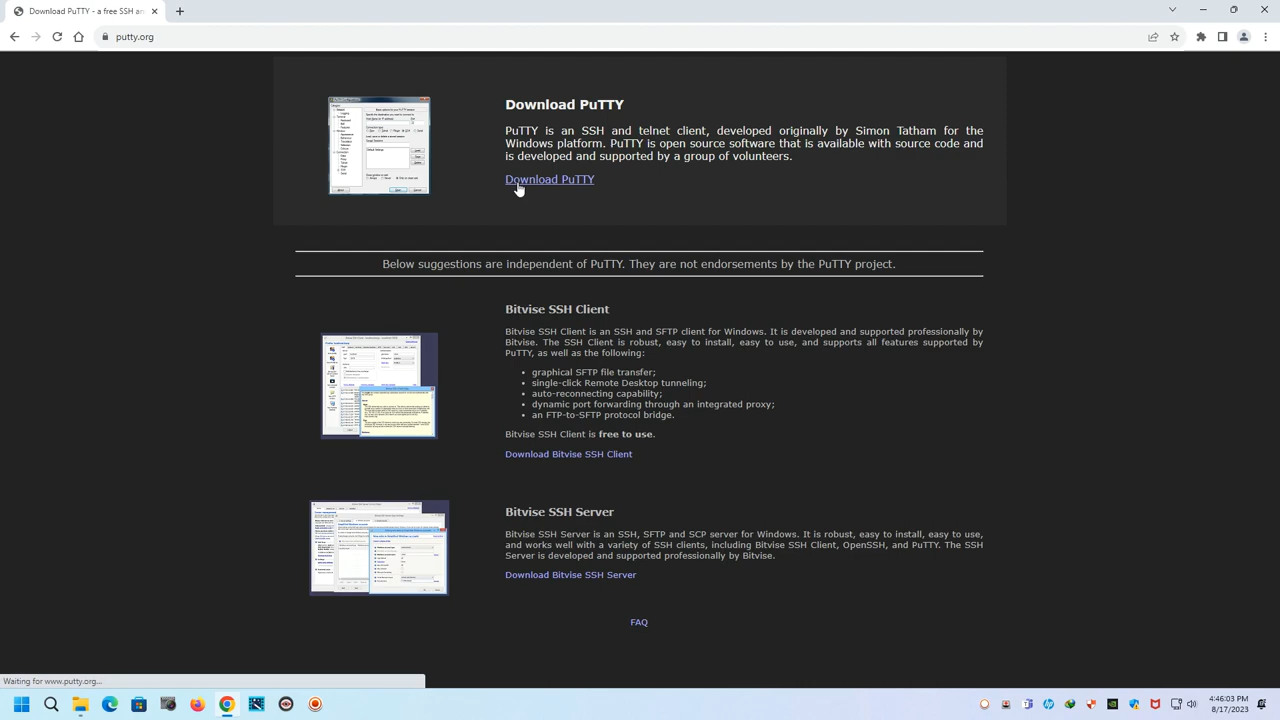 Download PuTTY - a free SSH an
putty.org
Download PuTTY
PuTTY is an SSH and telnet client, developed originally by Simon Tatham for the
Windows platform. PuTTY is open source software that is available with source code and
is developed and supported by a group of volunteers.
Download PuTTY
Below suggestions are independent of PuTTY. They are not endorsements by the PuTTY project.
Bitvise SSH Client
Bitvise SSH Client is an SSH and SFTP client for Windows. It is developed and supported professionally by
Bitvise. The SSH Client is robust, easy to install, easy to use, and supports all features supported by
PuTTY, as well as the following:
graphical SFTP file transfer;
single-click Remote Desktop tunneling;
auto-reconnecting capability;
dynamic port forwarding through an integrated proxy;
an FTP-to-SFTP protocol bridge.
Bitvise SSH Client is free to use.
Download Bitvise SSH Client
Bitvise SSH Server
Bitvise SSH Server is an SSH, SFTP and SCP server for Windows. It is robust, easy to install, easy to use,
and works well with a variety of SSH clients, including Bitvise SSH Client, OpenSSH, and PuTTY. The SSH
Server is developed and supported professionally by Bitvise.
Download Bitvise SSH Server
FAQ
Waiting for www.putty.org...
4:46:03 PM
8/17/2023